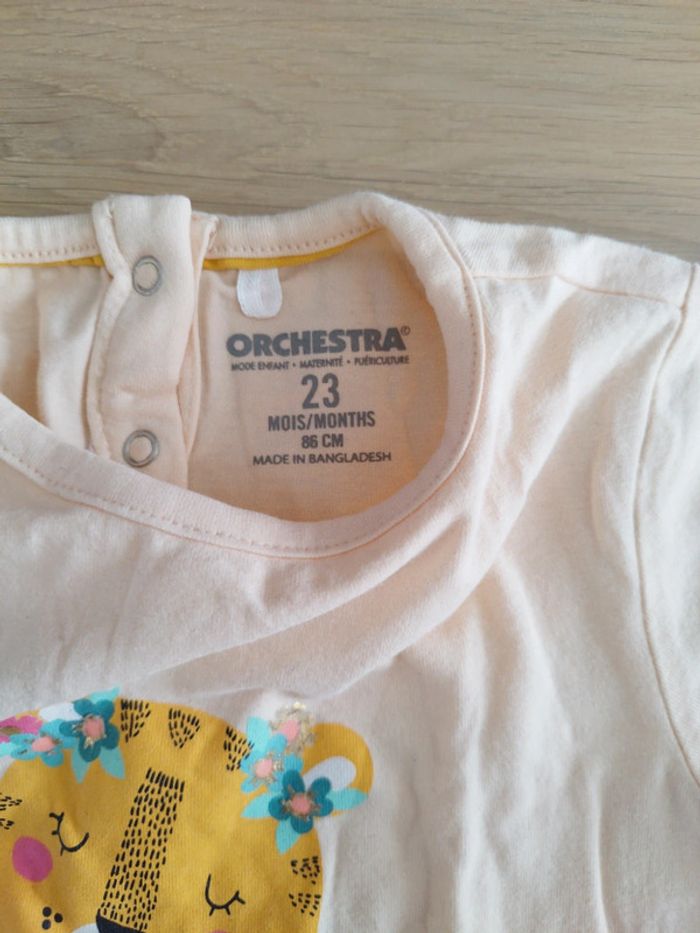 ORCHESTRA©
MODE ENFANT • MATERNITÉ • PUÉRICULTURE
23
MOIS/MONTHS
86 CM
MADE IN BANGLADESH